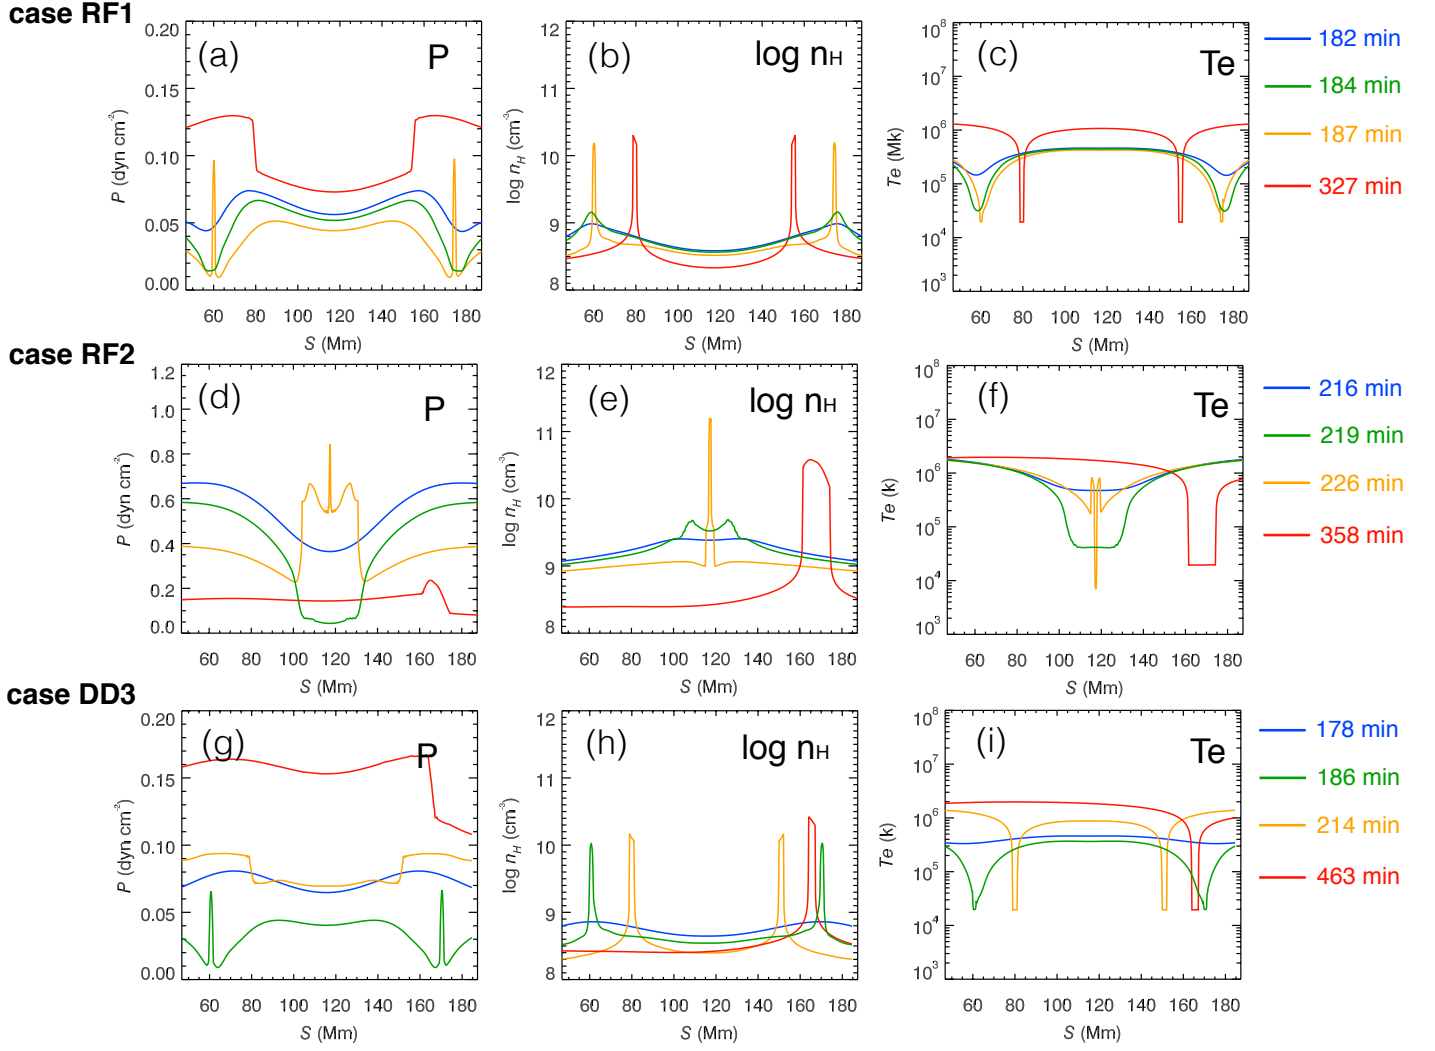 case RF1
(a) P
0.20
0.15
0.10
0.05
0.00
P (dyn cm⁻²)
60 80 100 120 140 160 180
S (Mm)
(b) log nH
12
11
10
9
8
log nH (cm⁻³)
60 80 100 120 140 160 180
S (Mm)
(c) Te
10⁸
10⁷
10⁶
10⁵
10⁴
10³
Te (Mk)
60 80 100 120 140 160 180
S (Mm)
182 min
184 min
187 min
327 min
case RF2
(d) P
1.2
1.0
0.8
0.6
0.4
0.2
0.0
P (dyn cm⁻²)
60 80 100 120 140 160 180
S (Mm)
(e) log nH
12
11
10
9
8
log nH (cm⁻³)
60 80 100 120 140 160 180
S (Mm)
(f) Te
10⁸
10⁷
10⁶
10⁵
10⁴
10³
Te (k)
60 80 100 120 140 160 180
S (Mm)
216 min
219 min
226 min
358 min
case DD3
(g) P
0.20
0.15
0.10
0.05
0.00
P (dyn cm⁻²)
60 80 100 120 140 160 180
S (Mm)
(h) log nH
12
11
10
9
8
log nH (cm⁻³)
60 80 100 120 140 160 180
S (Mm)
(i) Te
10⁸
10⁷
10⁶
10⁵
10⁴
10³
Te (k)
60 80 100 120 140 160 180
S (Mm)
178 min
186 min
214 min
463 min